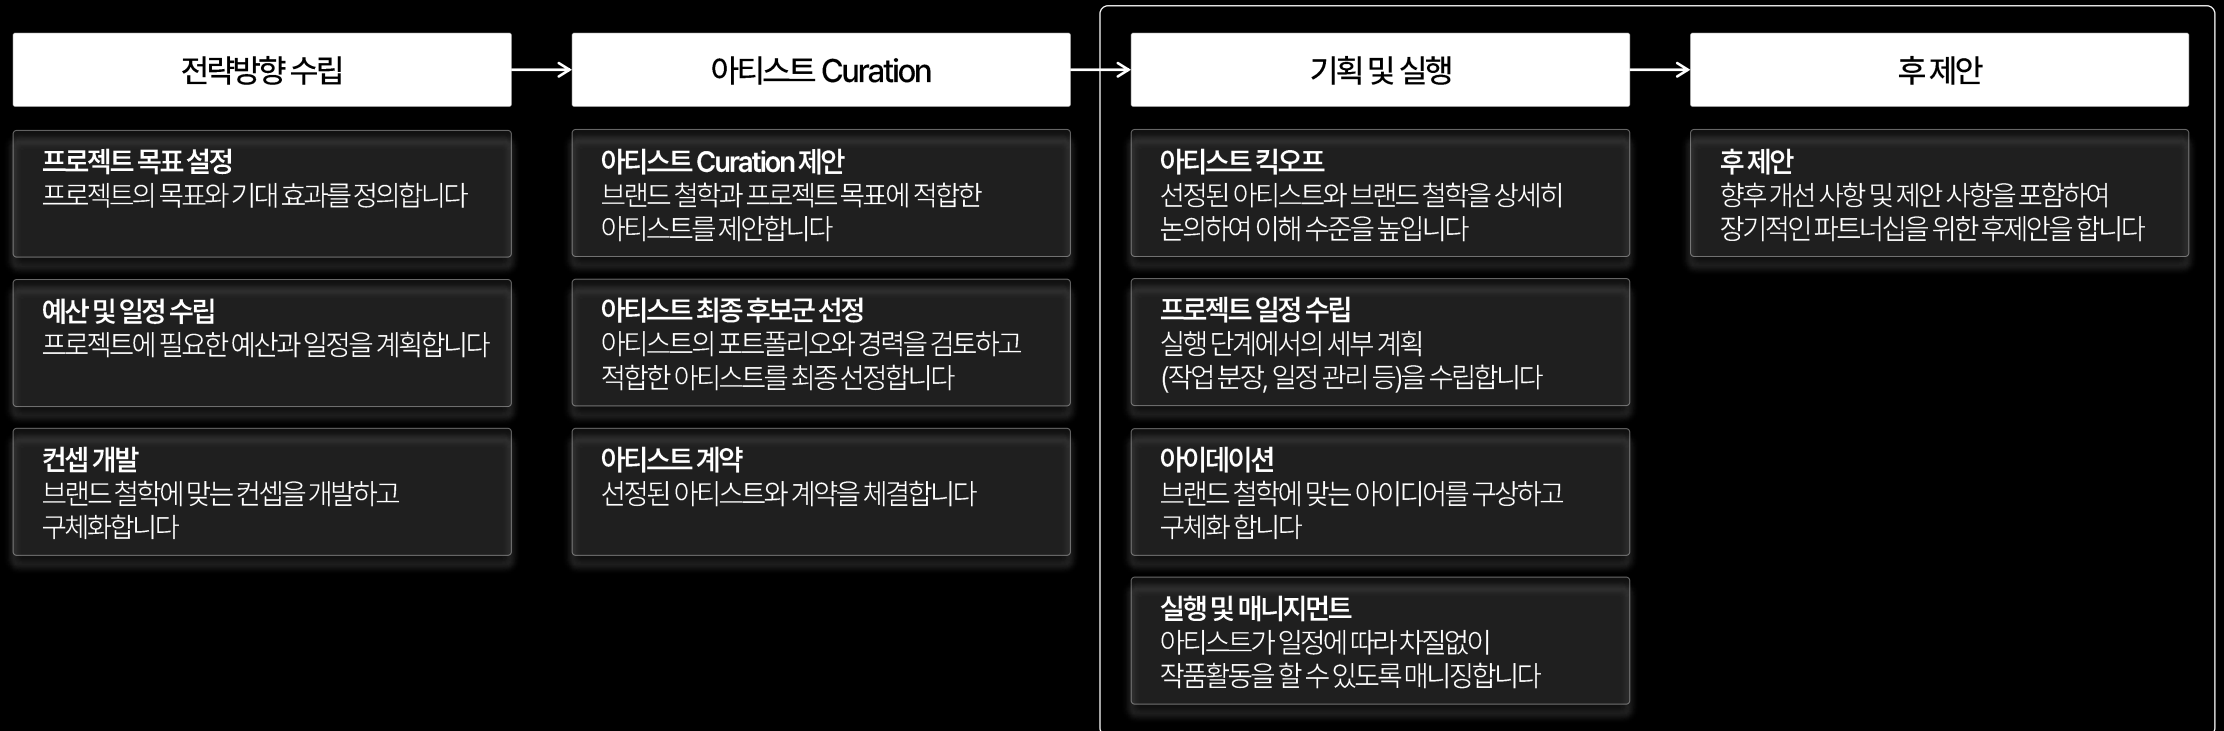 전략방향 수립
프로젝트 목표 설정
프로젝트의 목표와 기대 효과를 정의합니다
예산 및 일정 수립
프로젝트에 필요한 예산과 일정을 계획합니다
컨셉 개발
브랜드 철학에 맞는 컨셉을 개발하고
구체화합니다
아티스트 Curation
아티스트 Curation 제안
브랜드 철학과 프로젝트 목표에 적합한
아티스트를 제안합니다
아티스트 최종 후보군 선정
아티스트의 포트폴리오와 경력을 검토하고
적합한 아티스트를 최종 선정합니다
아티스트 계약
선정된 아티스트와 계약을 체결합니다
기획 및 실행
아티스트 킥오프
선정된 아티스트와 브랜드 철학을 상세히
논의하여 이해 수준을 높입니다
프로젝트 일정 수립
실행 단계에서의 세부 계획
(작업 분장, 일정 관리 등)을 수립합니다
아이데이션
브랜드 철학에 맞는 아이디어를 구상하고
구체화 합니다
실행 및 매니지먼트
아티스트가 일정에 따라 차질없이
작품활동을 할 수 있도록 매니징합니다
후 제안
후 제안
향후 개선 사항 및 제안 사항을 포함하여
장기적인 파트너십을 위한 후제안을 합니다